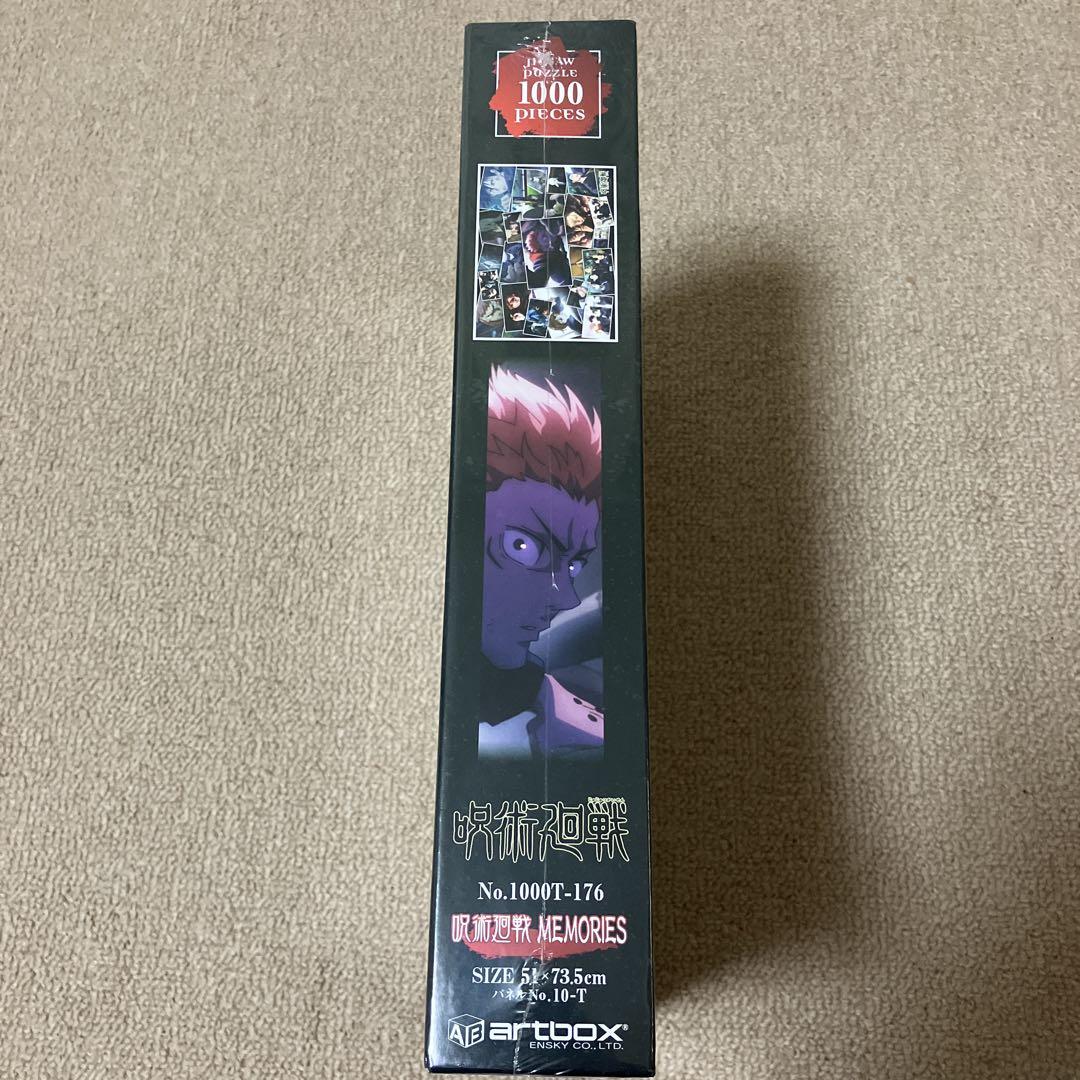 JIGSAW
PUZZLE
1000
PIECES
呪術廻戦
No.1000T-176
呪術廻戦 MEMORIES
SIZE 51×73.5cm
パネルNo.10-T
AB artbox®
ENSKY CO.,LTD.